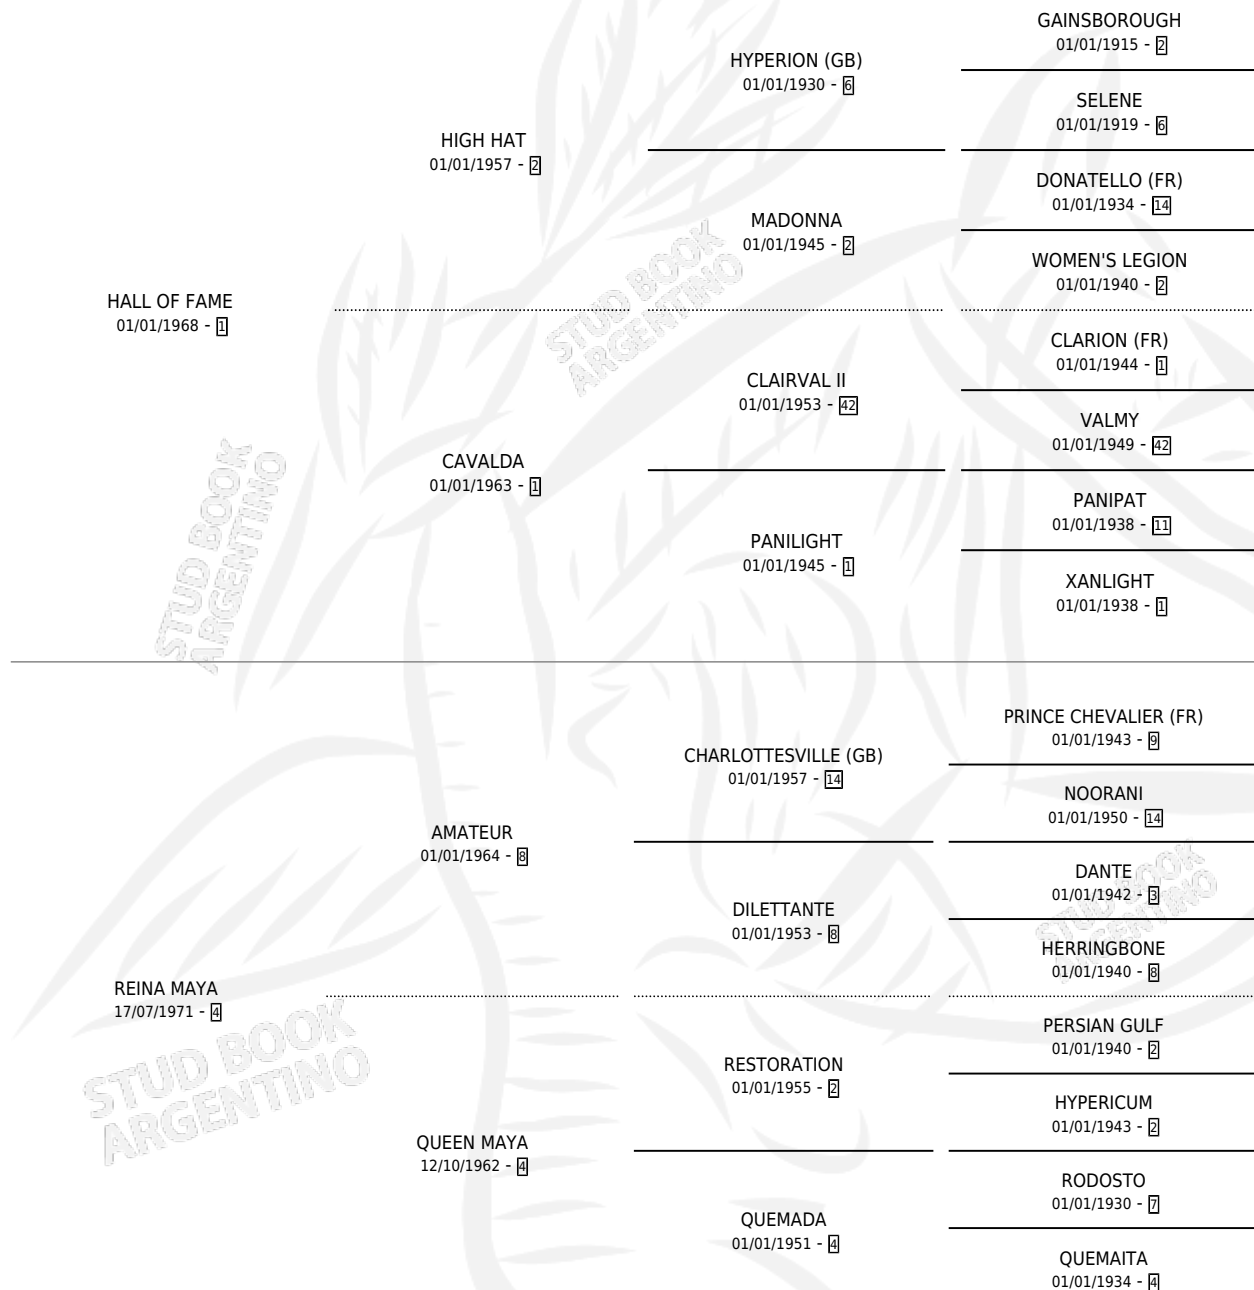 GAINSBOROUGH
01/01/1915 - 2
HYPERION (GB)
01/01/1930 - 6
SELENE
01/01/1919 - 6
HIGH HAT
01/01/1957 - 2
DONATELLO (FR)
01/01/1934 - 14
MADONNA
01/01/1945 - 2
WOMEN'S LEGION
01/01/1940 - 2
HALL OF FAME
01/01/1968 - 1
CLARION (FR)
01/01/1944 - 1
CLAIRVAL II
01/01/1953 - 42
VALMY
01/01/1949 - 42
CAVALDA
01/01/1963 - 1
PANIPAT
01/01/1938 - 11
PANILIGHT
01/01/1945 - 1
XANLIGHT
01/01/1938 - 1
PRINCE CHEVALIER (FR)
01/01/1943 - 9
CHARLOTTESVILLE (GB)
01/01/1957 - 14
NOORANI
01/01/1950 - 14
AMATEUR
01/01/1964 - 8
DANTE
01/01/1942 - 3
DILETTANTE
01/01/1953 - 8
HERRINGBONE
01/01/1940 - 8
REINA MAYA
17/07/1971 - 4
PERSIAN GULF
01/01/1940 - 2
RESTORATION
01/01/1955 - 2
HYPERICUM
01/01/1943 - 2
QUEEN MAYA
12/10/1962 - 4
RODOSTO
01/01/1930 - 7
QUEMADA
01/01/1951 - 4
QUEMAITA
01/01/1934 - 4
STUD BOOK
ARGENTINO
STUD BOOK
ARGENTINO
STUD BOOK
ARGENTINO
STUD BOOK
ARGENTINO